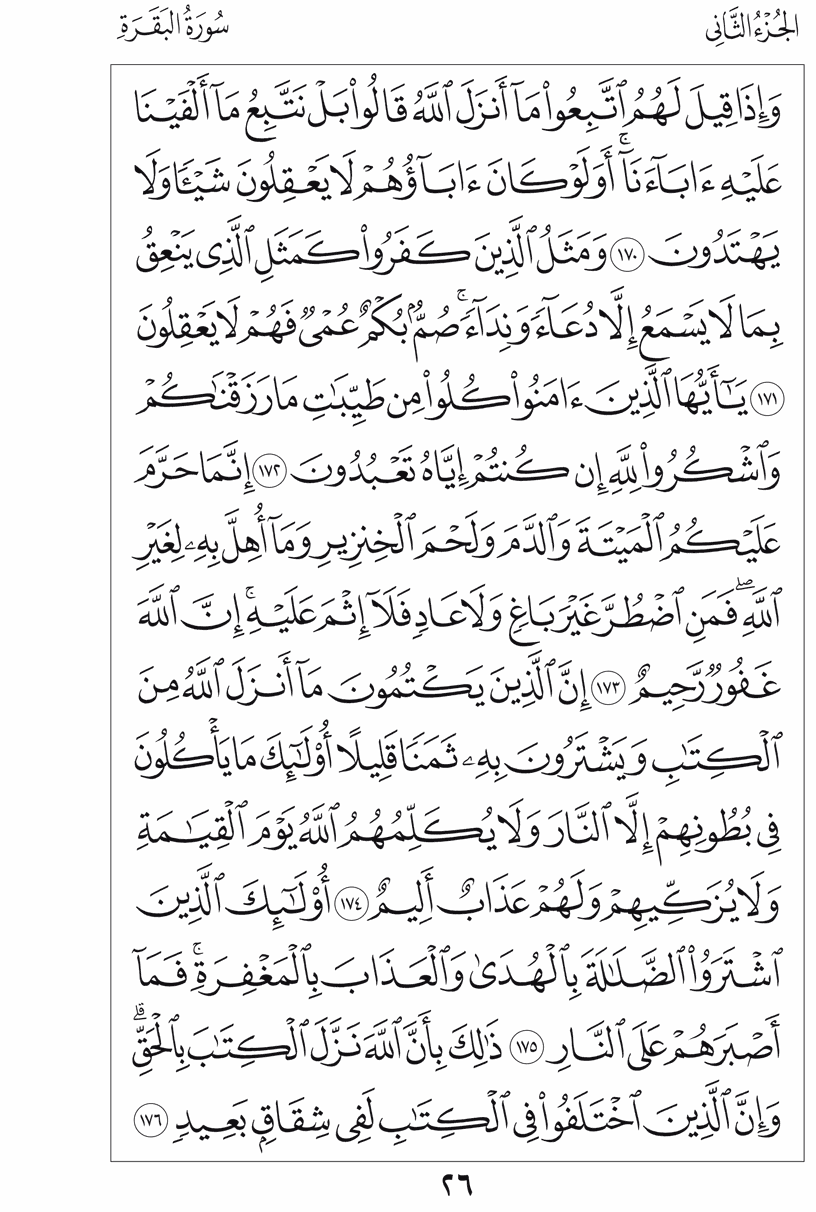 الجُزْءُ الثَّانِي
سُورَةُ البَقَرَةِ
وَإِذَا قِيلَ لَهُمُ ٱتَّبِعُوا۟ مَآ أَنزَلَ ٱللَّهُ قَالُوا۟ بَلْ نَتَّبِعُ مَآ أَلْفَيْنَا
عَلَيْهِ ءَابَآءَنَآ ۚ أَوَلَوْ كَانَ ءَابَآؤُهُمْ لَا يَعْقِلُونَ شَيْـًٔا وَلَا
يَهْتَدُونَ ١٧٠ وَمَثَلُ ٱلَّذِينَ كَفَرُوا۟ كَمَثَلِ ٱلَّذِى يَنْعِقُ
بِمَا لَا يَسْمَعُ إِلَّا دُعَآءً وَنِدَآءً ۚ صُمٌّۢ بُكْمٌ عُمْىٌ فَهُمْ لَا يَعْقِلُونَ
١٧١ يَـٰٓأَيُّهَا ٱلَّذِينَ ءَامَنُوا۟ كُلُوا۟ مِن طَيِّبَـٰتِ مَا رَزَقْنَـٰكُمْ
وَٱشْكُرُوا۟ لِلَّهِ إِن كُنتُمْ إِيَّاهُ تَعْبُدُونَ ١٧٢ إِنَّمَا حَرَّمَ
عَلَيْكُمُ ٱلْمَيْتَةَ وَٱلدَّمَ وَلَحْمَ ٱلْخِنزِيرِ وَمَآ أُهِلَّ بِهِۦ لِغَيْرِ
ٱللَّهِ ۖ فَمَنِ ٱضْطُرَّ غَيْرَ بَاغٍ وَلَا عَادٍ فَلَآ إِثْمَ عَلَيْهِ ۚ إِنَّ ٱللَّهَ
غَفُورٌ رَّحِيمٌ ١٧٣ إِنَّ ٱلَّذِينَ يَكْتُمُونَ مَآ أَنزَلَ ٱللَّهُ مِنَ
ٱلْكِتَـٰبِ وَيَشْتَرُونَ بِهِۦ ثَمَنًا قَلِيلًا أُو۟لَـٰٓئِكَ مَا يَأْكُلُونَ
فِى بُطُونِهِمْ إِلَّا ٱلنَّارَ وَلَا يُكَلِّمُهُمُ ٱللَّهُ يَوْمَ ٱلْقِيَـٰمَةِ
وَلَا يُزَكِّيهِمْ وَلَهُمْ عَذَابٌ أَلِيمٌ ١٧٤ أُو۟لَـٰٓئِكَ ٱلَّذِينَ
ٱشْتَرَوُا۟ ٱلضَّلَـٰلَةَ بِٱلْهُدَىٰ وَٱلْعَذَابَ بِٱلْمَغْفِرَةِ ۚ فَمَآ
أَصْبَرَهُمْ عَلَى ٱلنَّارِ ١٧٥ ذَٰلِكَ بِأَنَّ ٱللَّهَ نَزَّلَ ٱلْكِتَـٰبَ بِٱلْحَقِّ ۗ
وَإِنَّ ٱلَّذِينَ ٱخْتَلَفُوا۟ فِى ٱلْكِتَـٰبِ لَفِى شِقَاقٍۭ بَعِيدٍ ١٧٦
٢٦